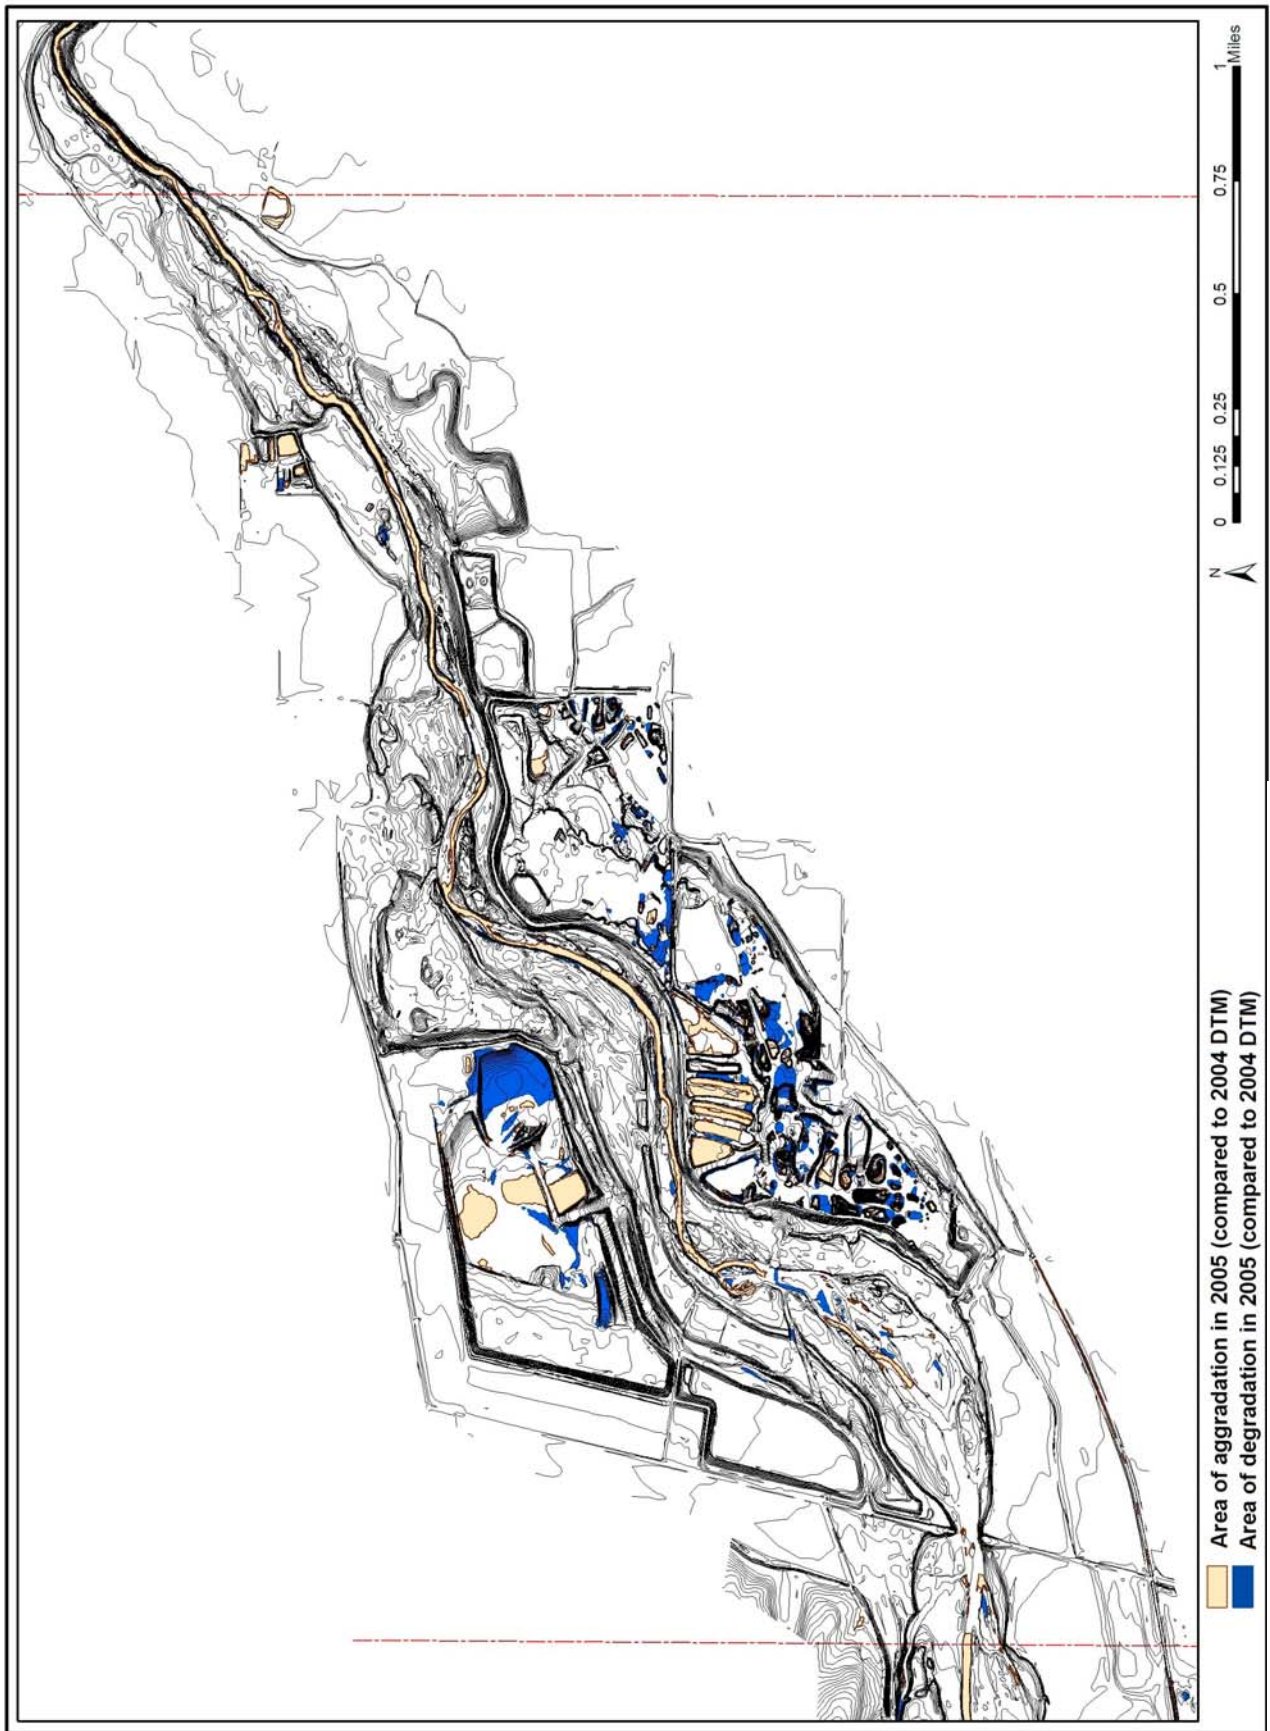 Area of aggradation in 2005 (compared to 2004 DTM)
Area of degradation in 2005 (compared to 2004 DTM)
N
0 0.125 0.25 0.5 0.75 1
Miles